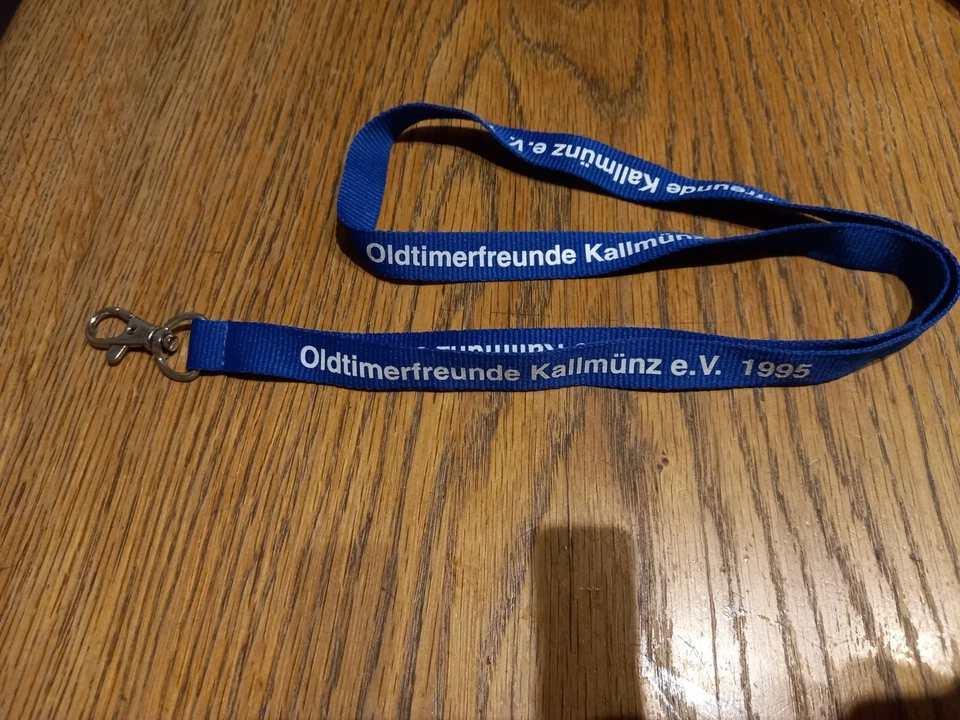 Kallmünz e.V.
Oldtimerfreunde
Oldtimerfreunde Kallmünz e.V. 1995